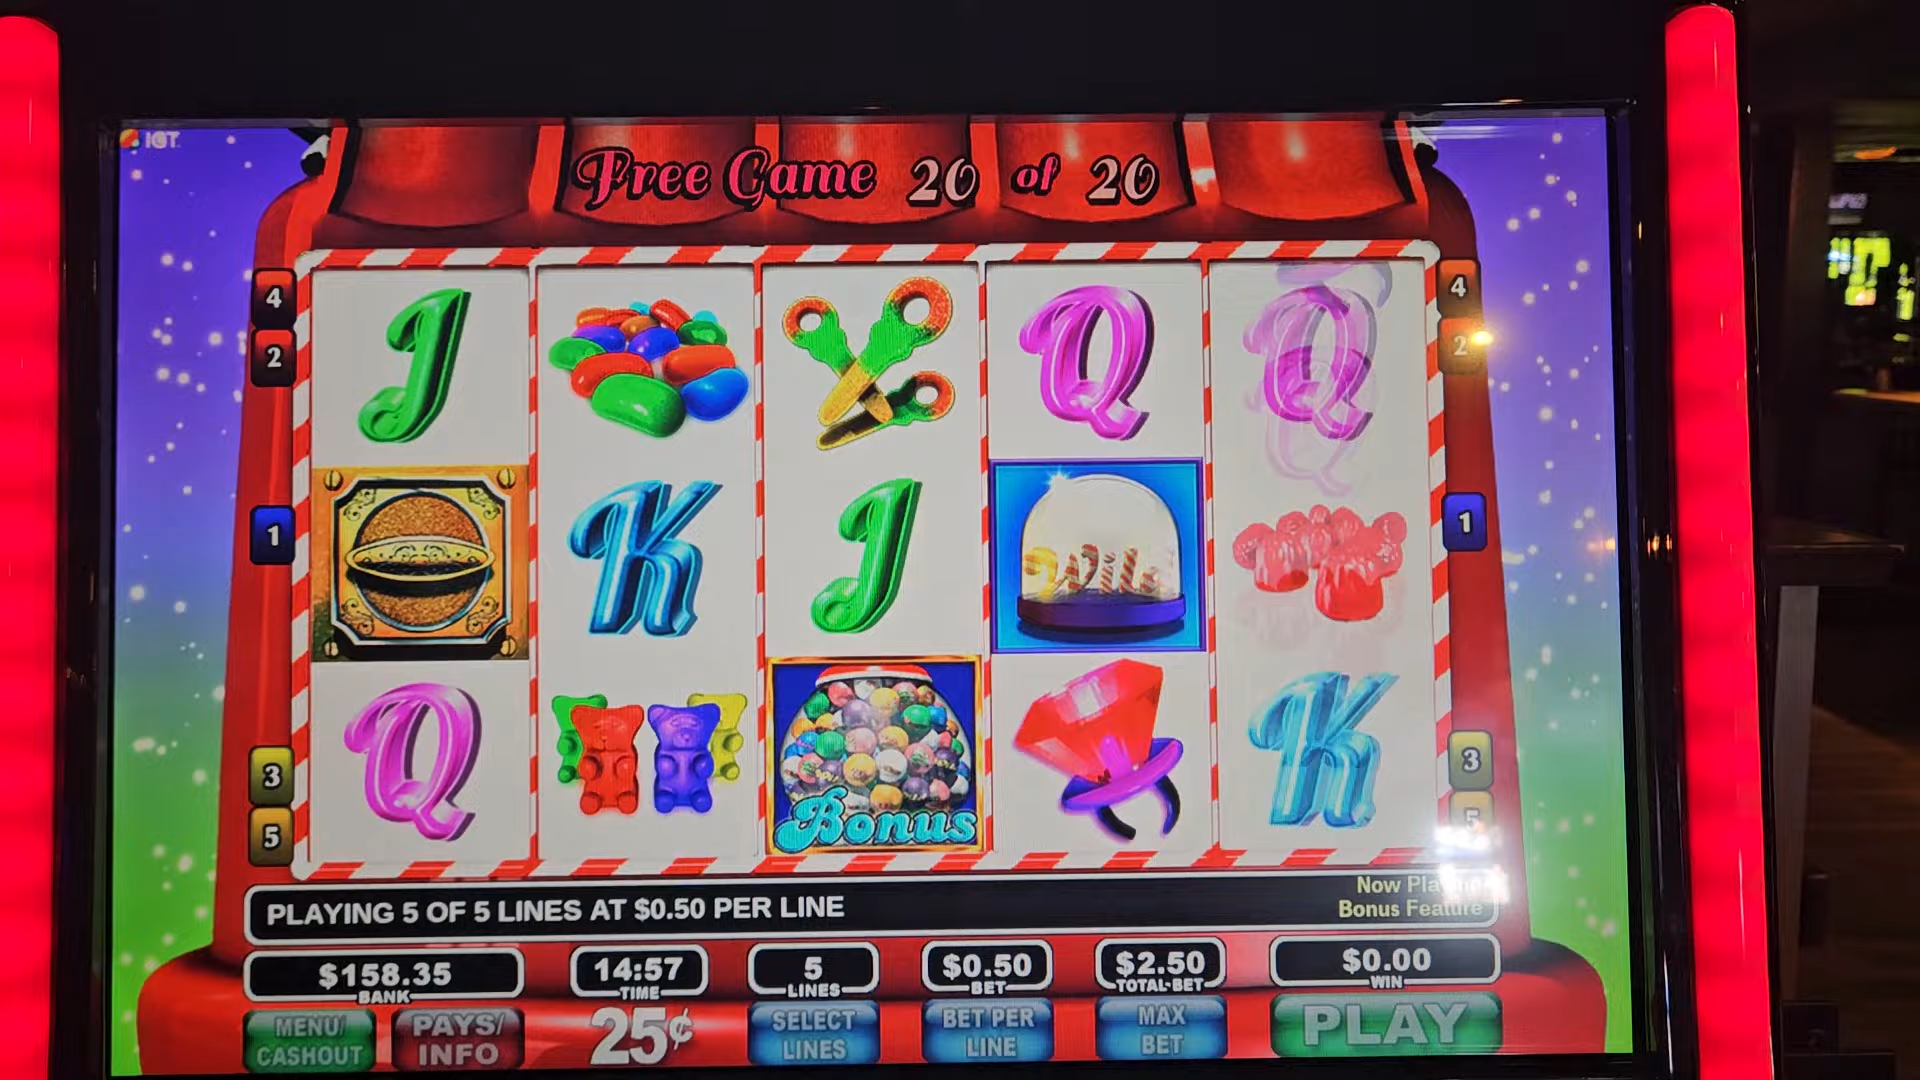 IGT
Free Game 20 of 20
4
4
2
2
J
Q
Q
1
K
J
Wild
1
Q
Bonus
K
3
3
5
5
PLAYING 5 OF 5 LINES AT $0.50 PER LINE
Bonus Feature
$158.35
BANK
14:57
TIME
5
LINES
$0.50
BET
$2.50
TOTAL BET
$0.00
WIN
MENU/
CASHOUT
PAYS/
INFO
25¢
SELECT
LINES
BET PER
LINE
MAX
BET
PLAY